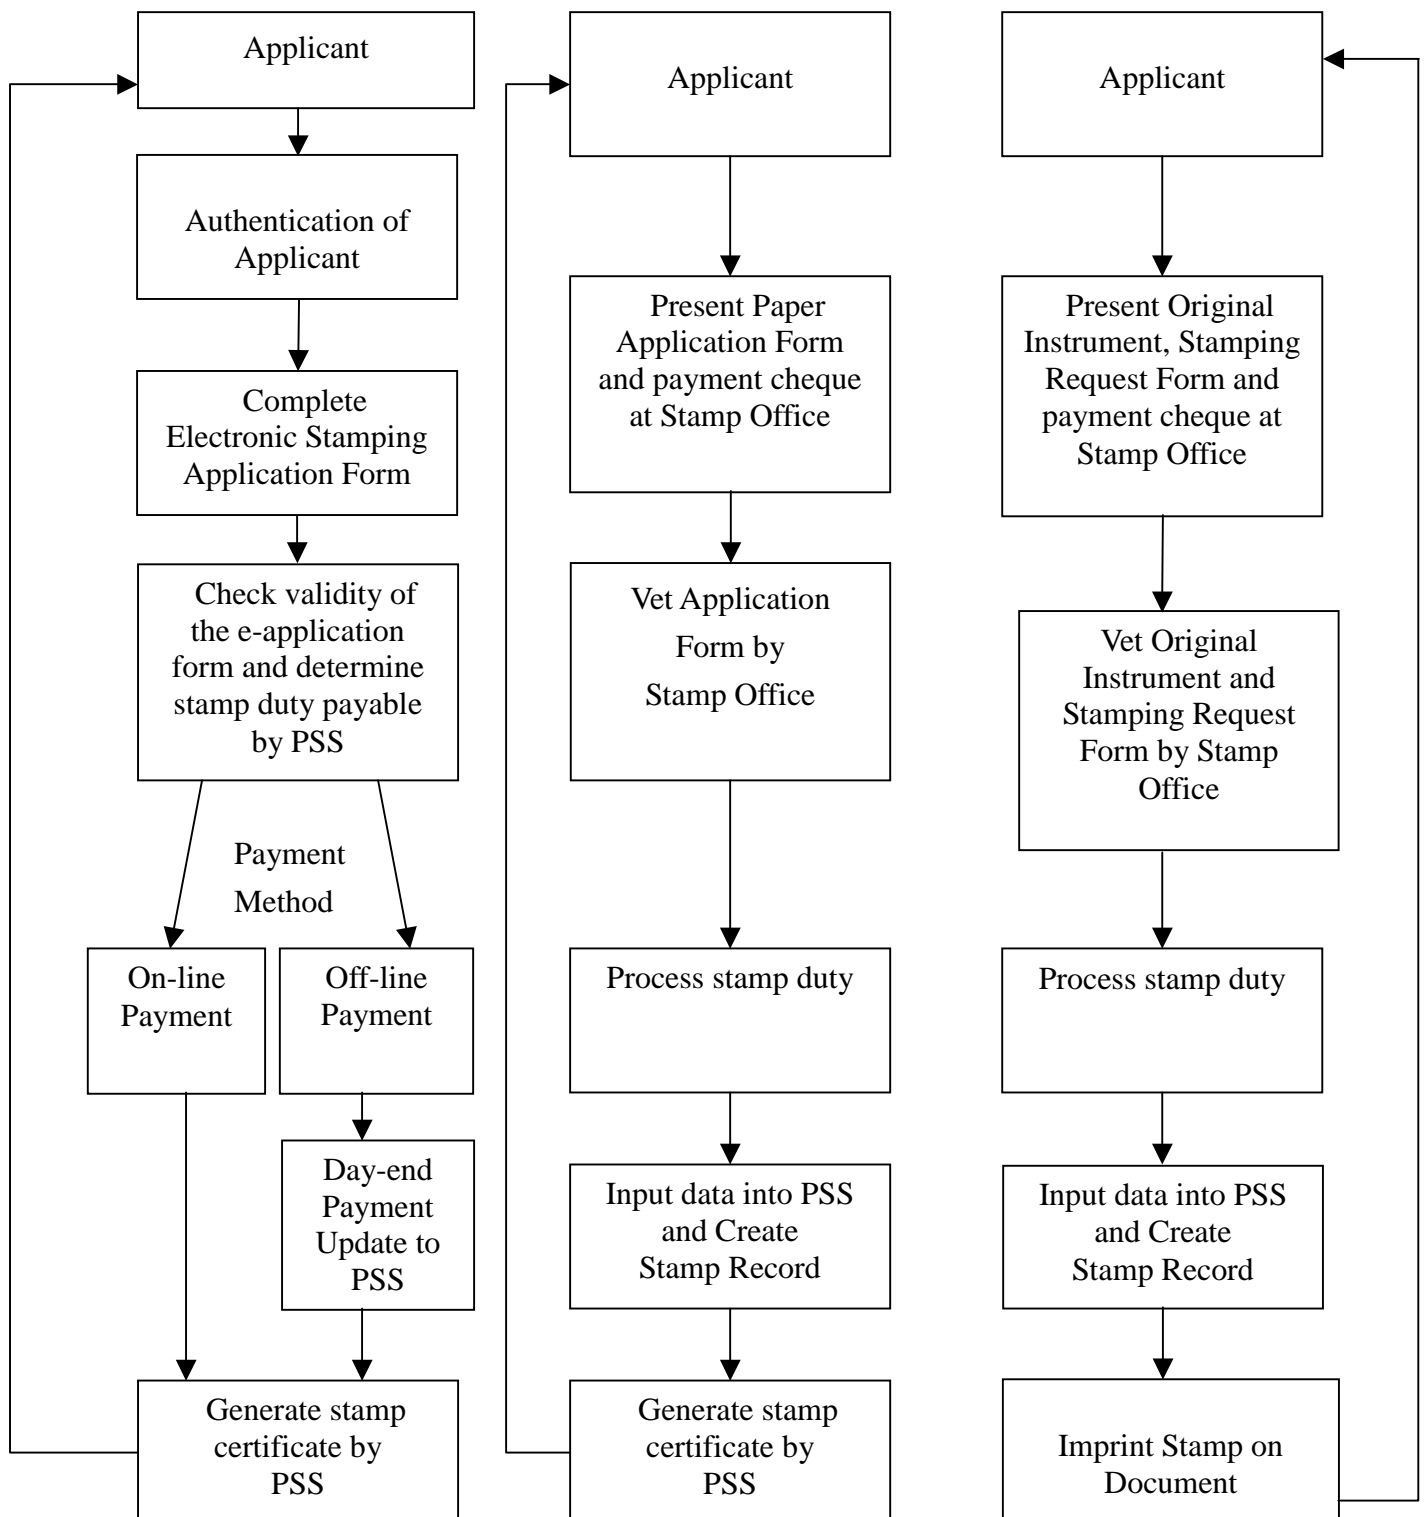 Applicant
Authentication of
Applicant
Complete
Electronic Stamping
Application Form
Check validity of
the e-application
form and determine
stamp duty payable
by PSS
Payment
Method
On-line
Payment
Off-line
Payment
Day-end
Payment
Update to
PSS
Generate stamp
certificate by
PSS
Applicant
Present Paper
Application Form
and payment cheque
at Stamp Office
Vet Application
Form by
Stamp Office
Process stamp duty
Input data into PSS
and Create
Stamp Record
Generate stamp
certificate by
PSS
Applicant
Present Original
Instrument, Stamping
Request Form and
payment cheque at
Stamp Office
Vet Original
Instrument and
Stamping Request
Form by Stamp
Office
Process stamp duty
Input data into PSS
and Create
Stamp Record
Imprint Stamp on
Document